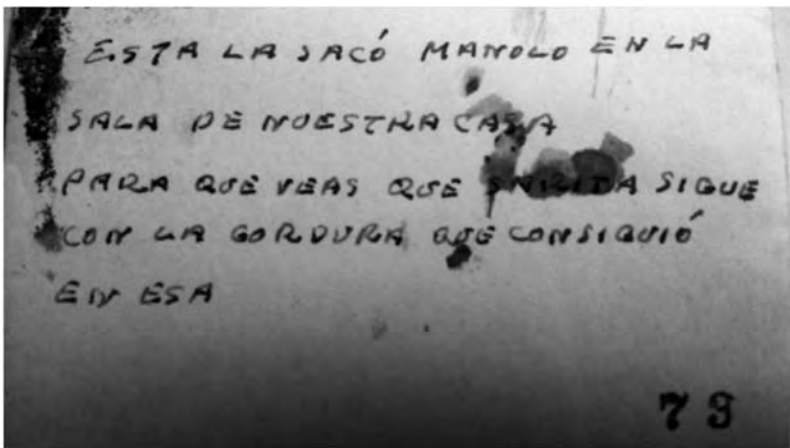 ESTA LA SACÓ MANOLO EN LA
SALA DE NUESTRA CASA
PARA QUE VEAS QUE SIGUE
CON LA GORDURA QUE CONSIGUIÓ
EN ESA
73